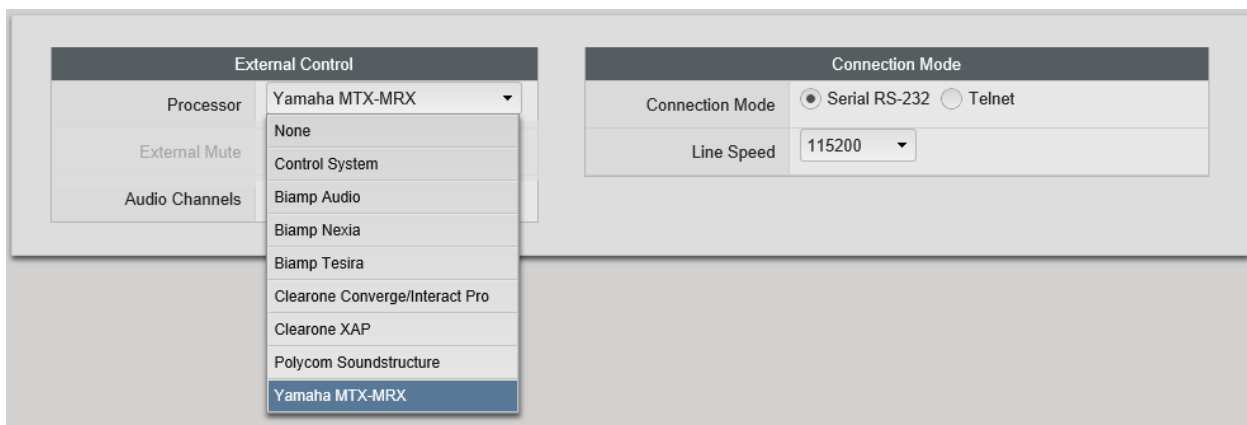 External Control
Processor
Yamaha MTX-MRX
None
External Mute
Control System
Audio Channels
Biamp Audio
Biamp Nexia
Biamp Tesira
Clearone Converge/Interact Pro
Clearone XAP
Polycom Soundstructure
Yamaha MTX-MRX
Connection Mode
Connection Mode
Serial RS-232
Telnet
Line Speed
115200